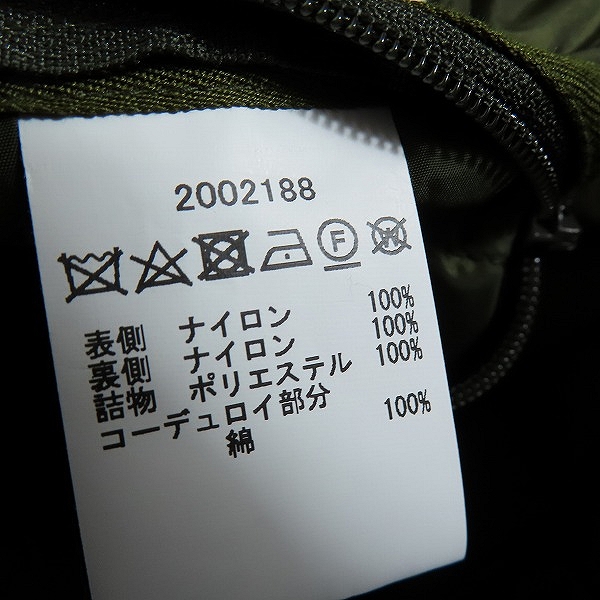 2002188
F W
表側 ナイロン 100%
裏側 ナイロン 100%
詰物 ポリエステル 100%
コーデュロイ部分
綿 100%